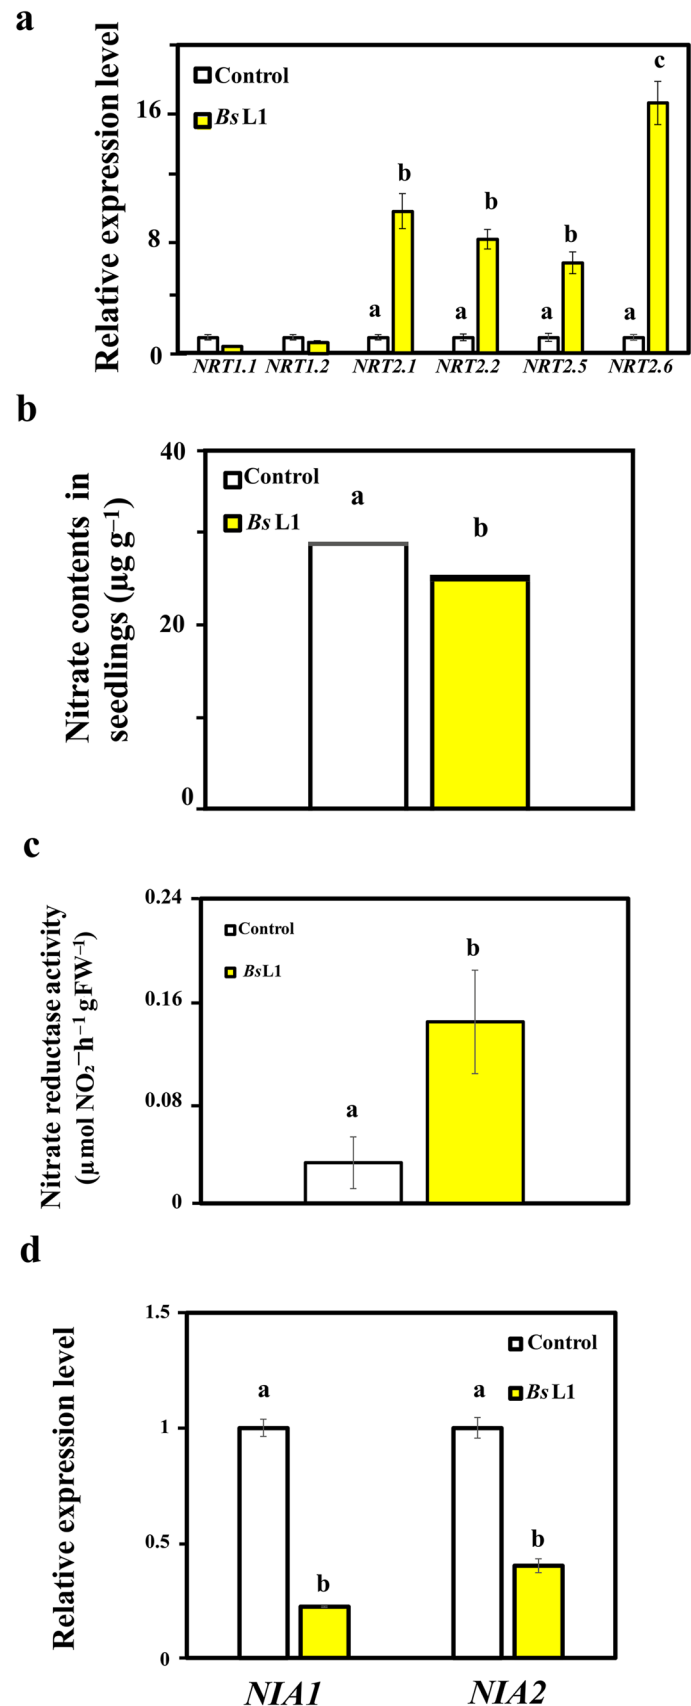 a
Relative expression level
Control
Bs L1
16
8
0
a
b
a
b
a
b
a
c
NRT1.1 NRT1.2 NRT2.1 NRT2.2 NRT2.5 NRT2.6
b
Nitrate contents in
seedlings (μg g⁻¹)
40
20
0
Control
Bs L1
a
b
c
Nitrate reductase activity
(μmol NO₂⁻h⁻¹ gFW⁻¹)
0.24
0.16
0.08
0
Control
BsL1
a
b
d
Relative expression level
1.5
1
0.5
0
Control
Bs L1
a
b
a
b
NIA1 NIA2